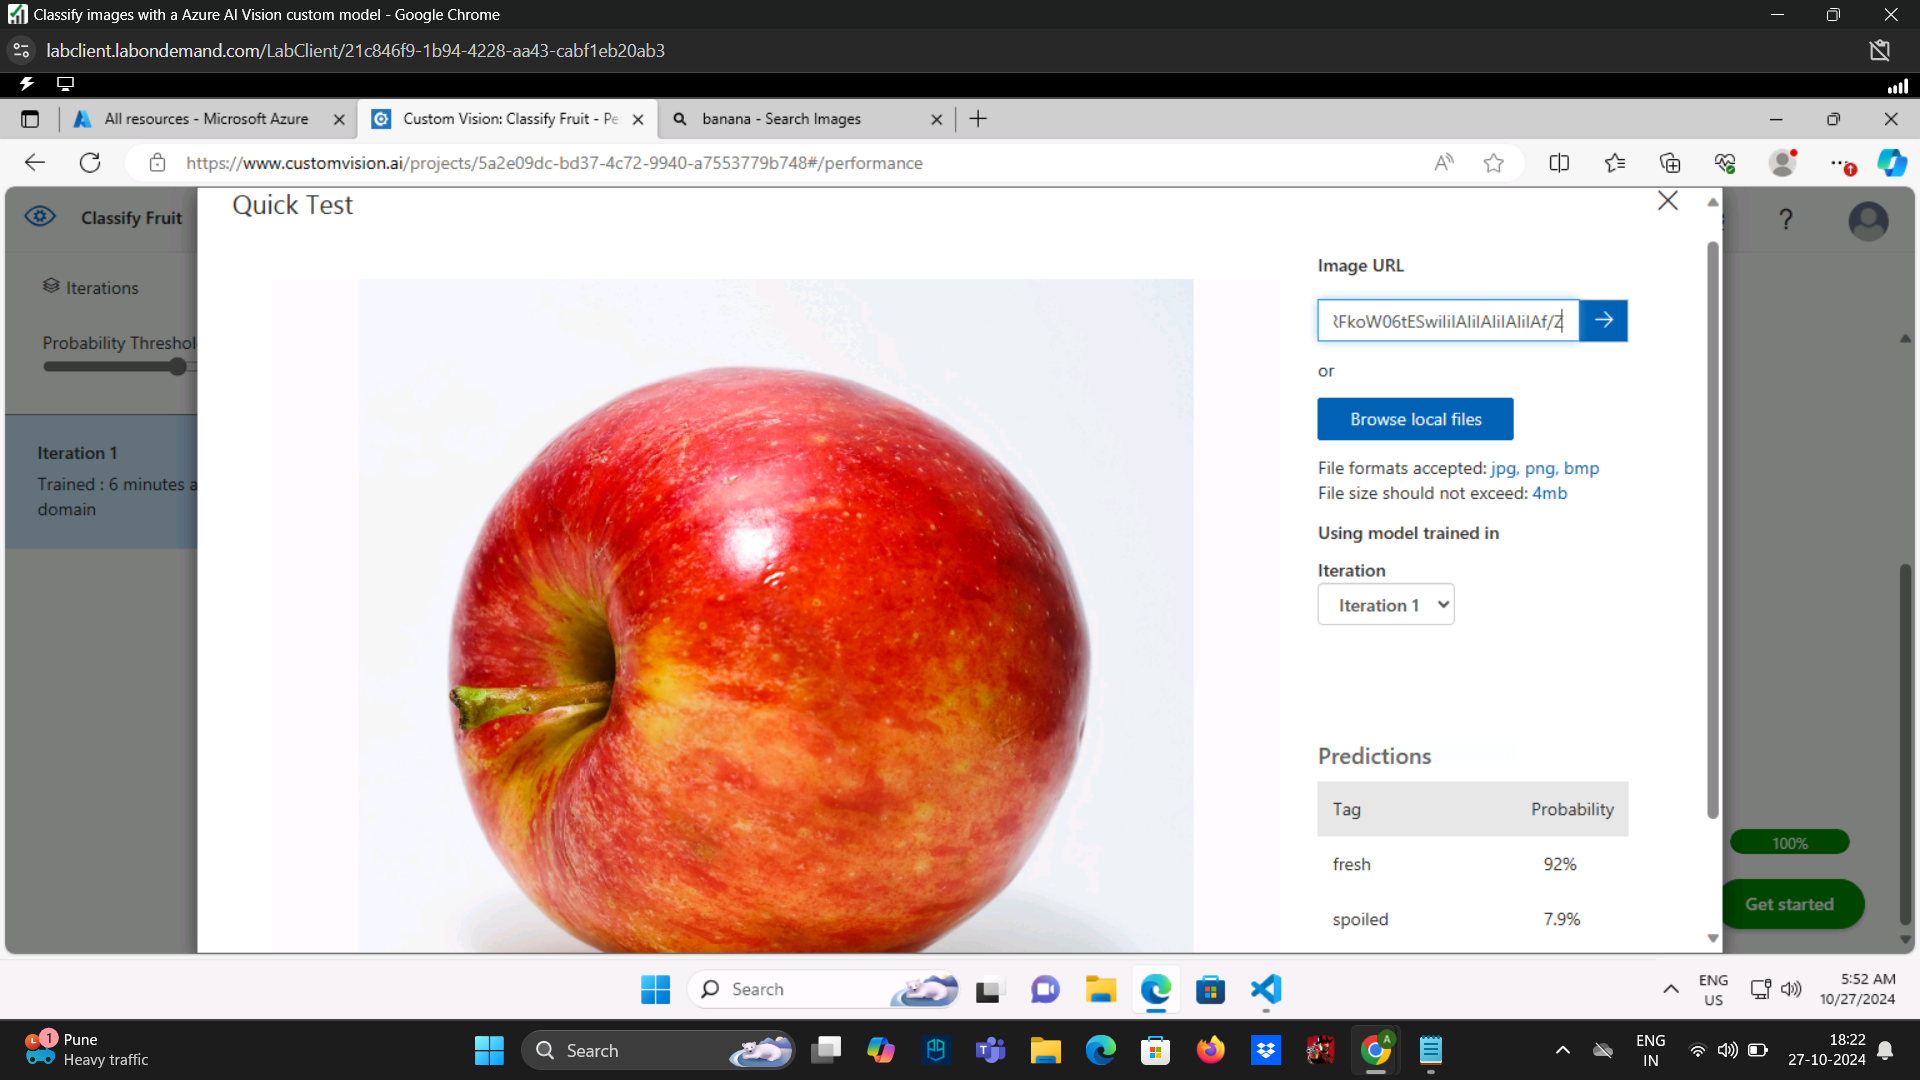 Classify images with a Azure AI Vision custom model - Google Chrome
labclient.labondemand.com/LabClient/21c846f9-1b94-4228-aa43-cabf1eb20ab3
All resources - Microsoft Azure
Custom Vision: Classify Fruit - Pe
banana - Search Images
https://www.customvision.ai/projects/5a2e09dc-bd37-4c72-9940-a7553779b748#/performance
Classify Fruit
Quick Test
?
Iterations
Probability Threshol
Iteration 1
Trained : 6 minutes a
domain
Image URL
RFkoW06tESwiIiIAIiIAIiIAIiIAf/Z
or
Browse local files
File formats accepted: jpg, png, bmp
File size should not exceed: 4mb
Using model trained in
Iteration
Iteration 1
Predictions
Tag Probability
fresh 92%
spoiled 7.9%
100%
Get started
Search
ENG
US
5:52 AM
10/27/2024
1
Pune
Heavy traffic
Search
A
ENG
IN
18:22
27-10-2024